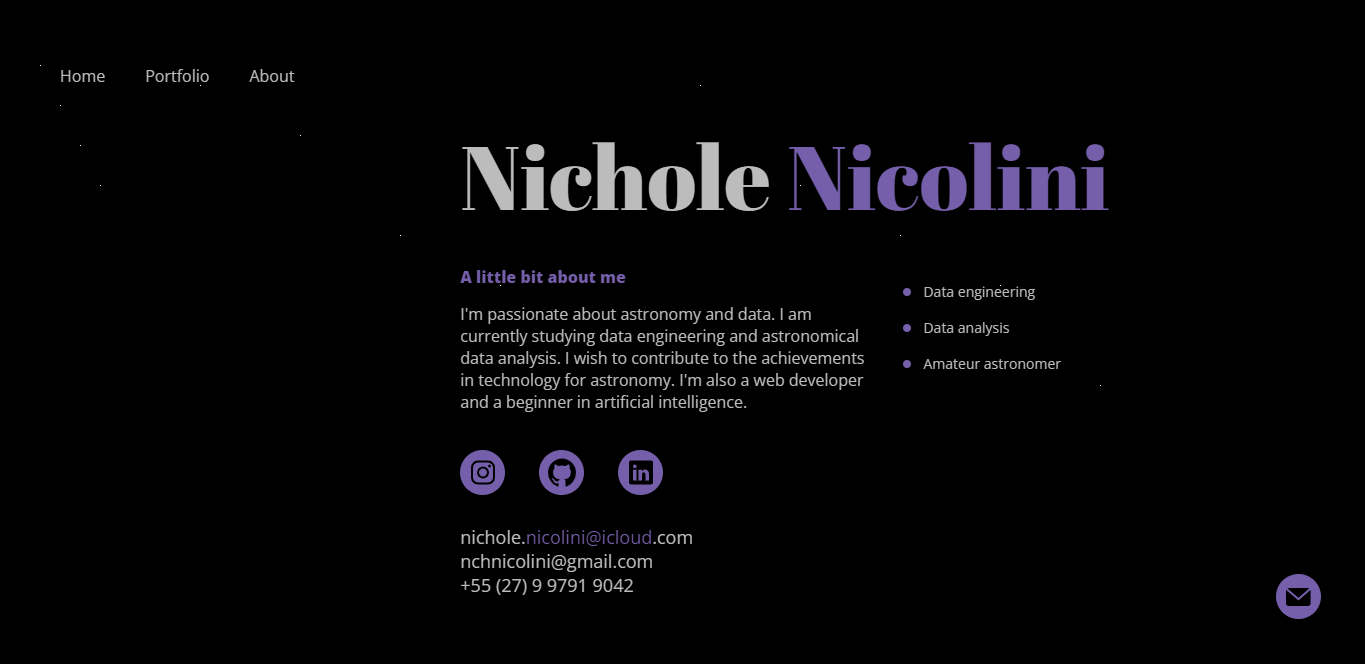 Home Portfolio About
Nichole Nicolini
A little bit about me
I'm passionate about astronomy and data. I am
currently studying data engineering and astronomical
data analysis. I wish to contribute to the achievements
in technology for astronomy. I'm also a web developer
and a beginner in artificial intelligence.
Data engineering
Data analysis
Amateur astronomer
in
nichole.nicolini@icloud.com
nchnicolini@gmail.com
+55 (27) 9 9791 9042